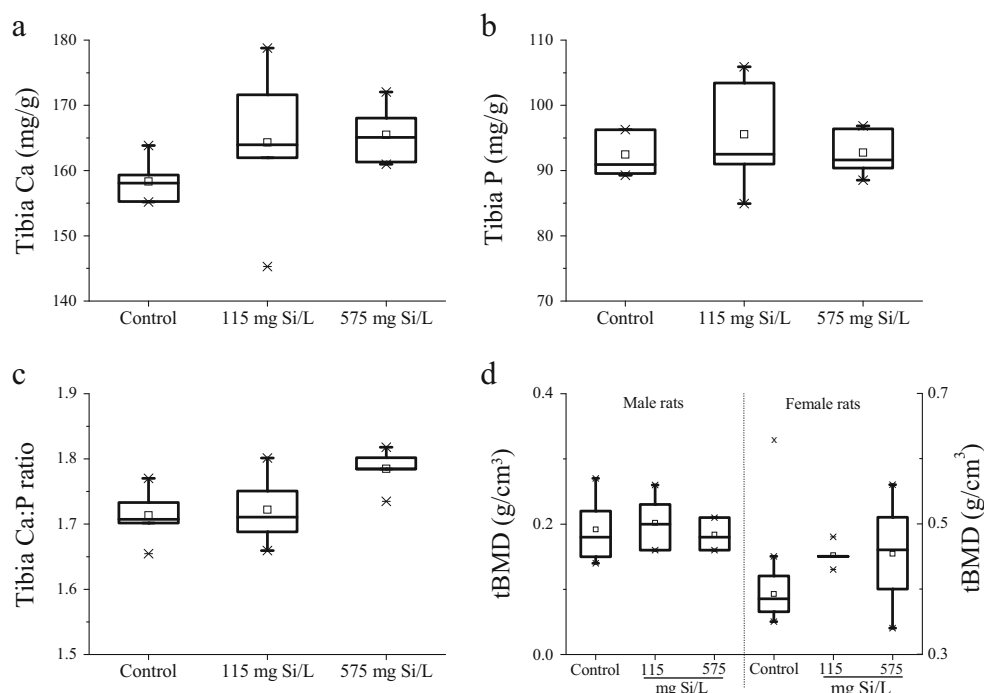 a
Tibia Ca (mg/g)
180
170
160
150
140
Control 115 mg Si/L 575 mg Si/L
b
Tibia P (mg/g)
110
100
90
80
70
Control 115 mg Si/L 575 mg Si/L
c
Tibia Ca:P ratio
1.9
1.8
1.7
1.6
1.5
Control 115 mg Si/L 575 mg Si/L
d
Male rats Female rats
tBMD (g/cm³)
0.4
0.2
0.0
tBMD (g/cm³)
0.7
0.5
0.3
Control 115 575 Control 115 575
mg Si/L mg Si/L